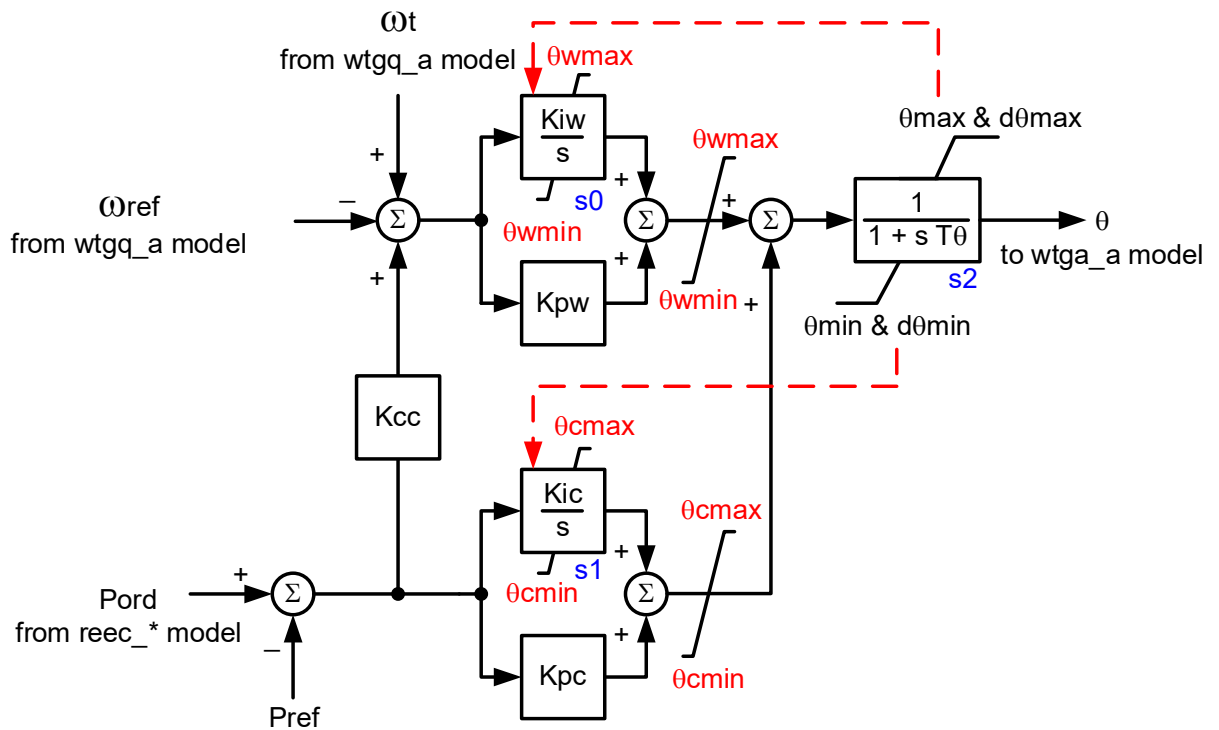 ωt
from wtgq_a model
θwmax
Kiw
s
s0
θwmin
Kpw
+
+
−
Σ
ωref
from wtgq_a model
+
+
Σ
θwmax
θwmin
+
Σ
+
θmax & dθmax
1
1 + s Tθ
s2
θmin & dθmin
θ
to wtga_a model
Kcc
θcmax
Kic
s
s1
θcmin
Kpc
+
+
Σ
θcmax
θcmin
+
Σ
−
Pord
from reec_* model
Pref